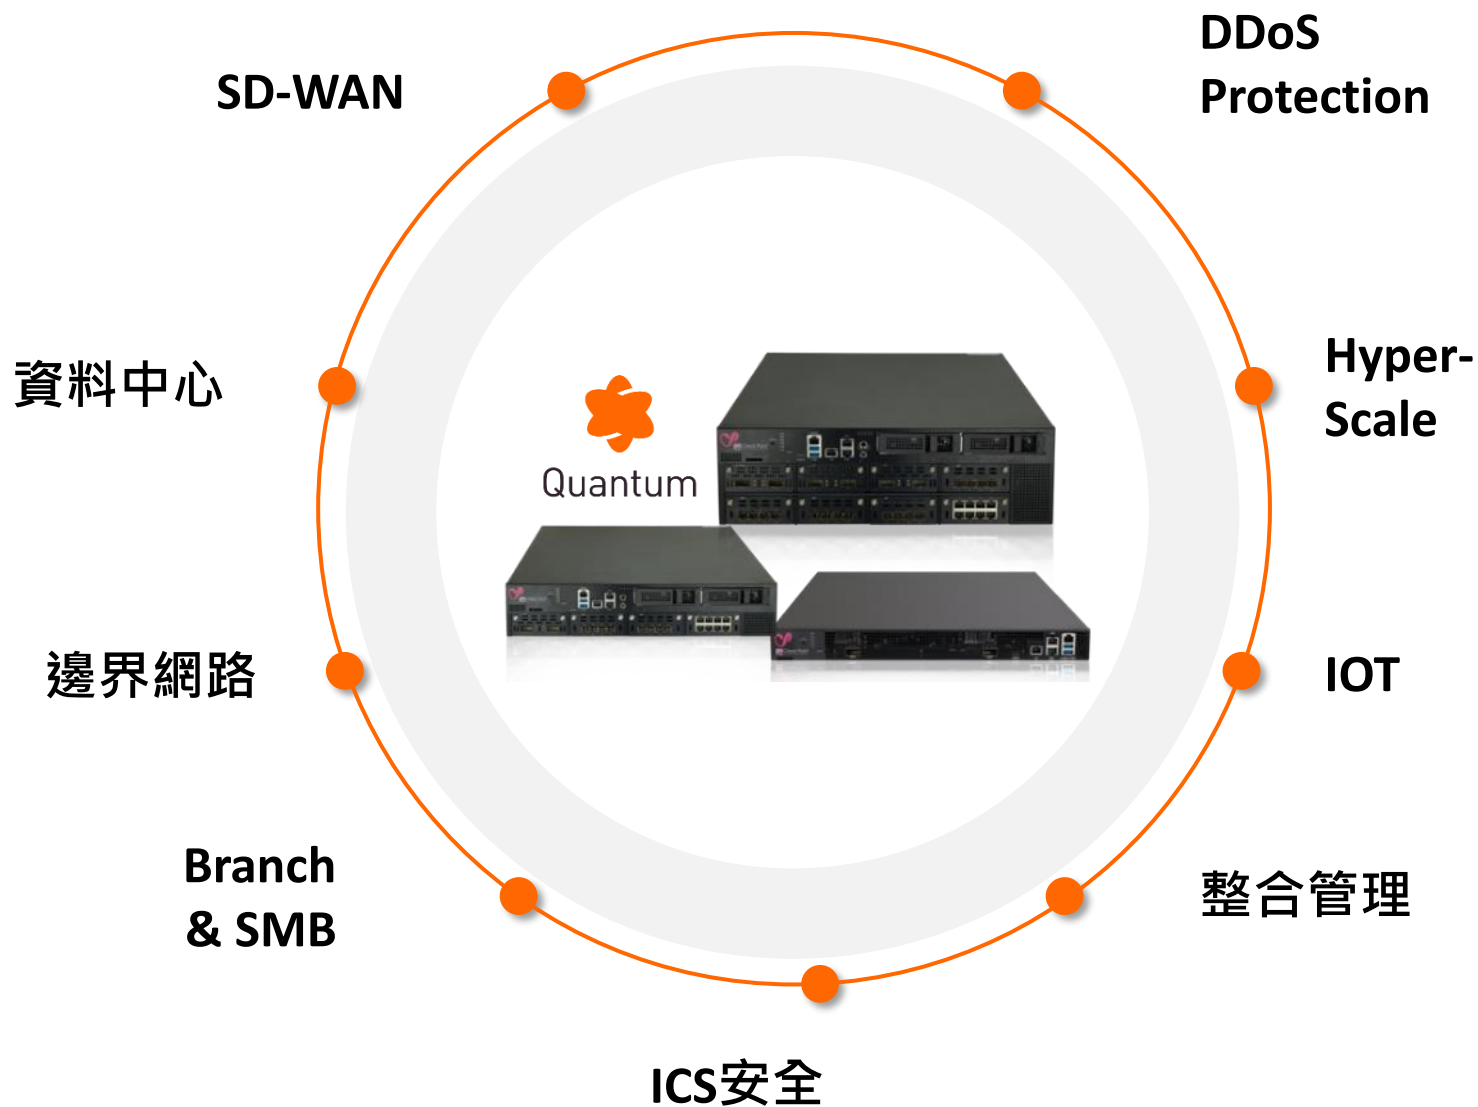 DDoS
Protection
SD-WAN
Hyper-
Scale
資料中心
Quantum
邊界網路
IOT
Branch
& SMB
整合管理
ICS安全